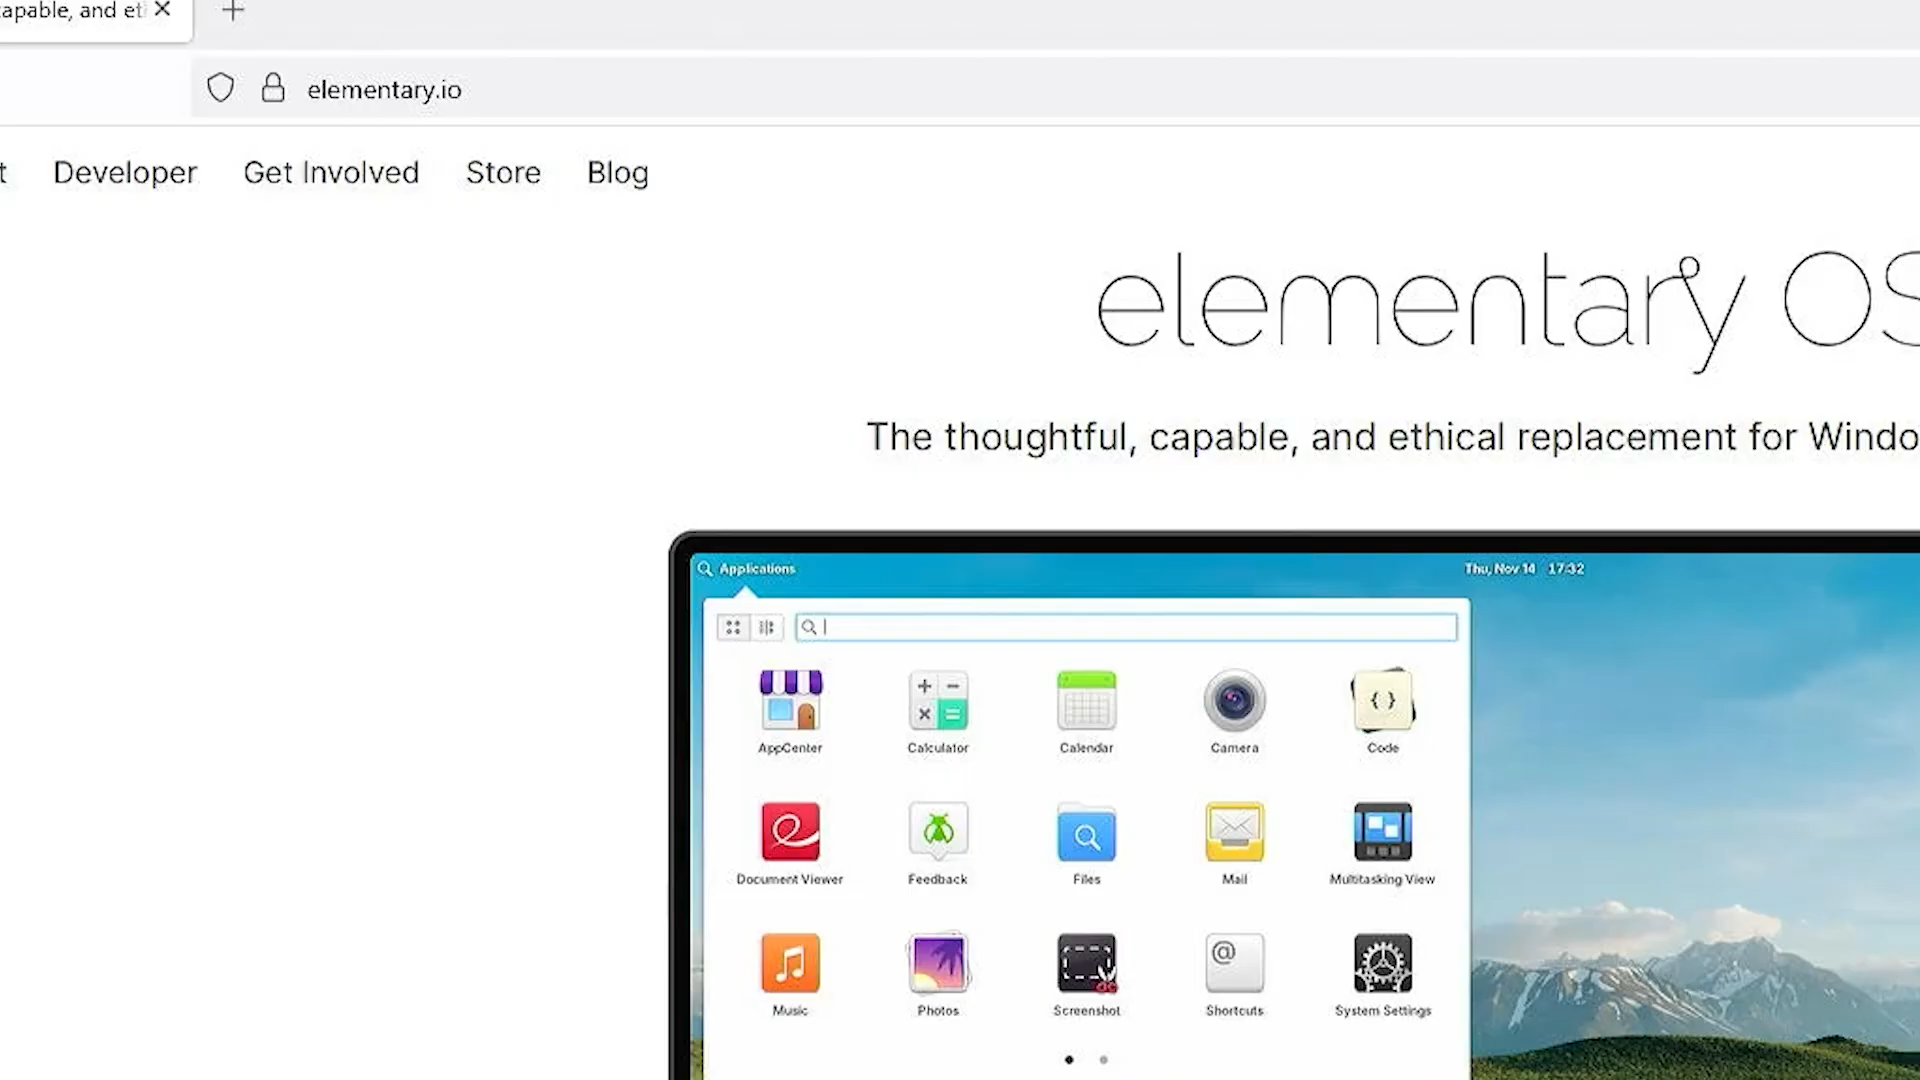 capable, and et
elementary.io
t Developer Get Involved Store Blog
elementary OS
The thoughtful, capable, and ethical replacement for Windo
Applications
Thu, Nov 14 17:32
AppCenter Calculator Calendar Camera Code
Document Viewer Feedback Files Mail Multitasking View
Music Photos Screenshot Shortcuts System Settings